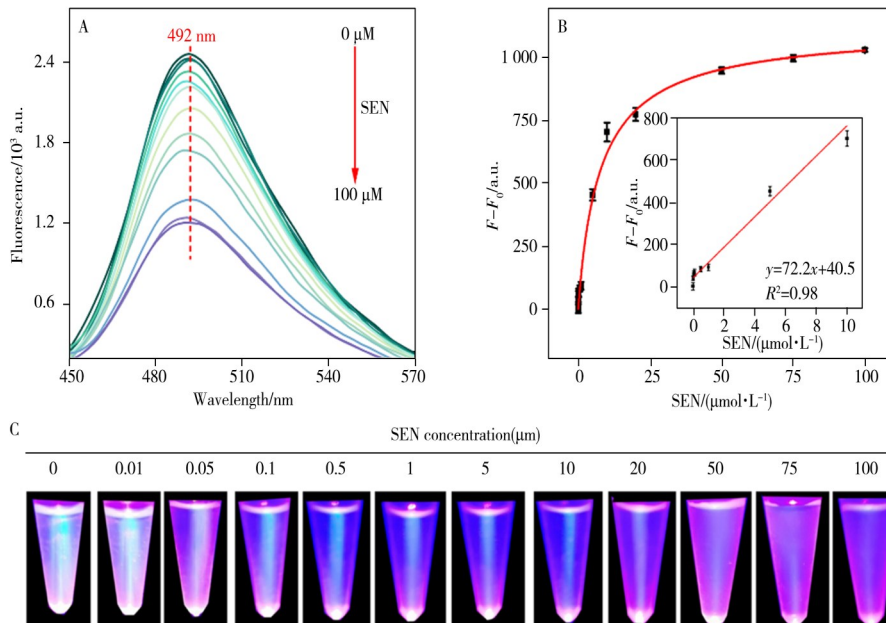 A
492 nm
0 μM
SEN
100 μM
Fluorescence/10³ a.u.
2.4
1.8
1.2
0.6
450
480
510
540
570
Wavelength/nm
B
F−F₀/a.u.
1 000
750
500
250
0
0
25
50
75
100
SEN/(μmol•L⁻¹)
F−F₀/a.u.
800
600
400
200
0
0
2
4
6
8
10
SEN/(μmol•L⁻¹)
y=72.2x+40.5
R²=0.98
C
SEN concentration(μm)
0 0.01 0.05 0.1 0.5 1 5 10 20 50 75 100